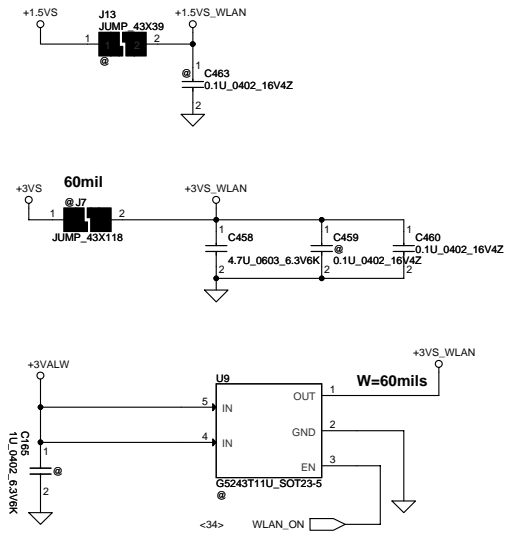 +1.5VS
J13
+1.5VS_WLAN
JUMP_43X39
1
1
2
2
@
1
@
C463
0.1U_0402_16V4Z
2
60mil
+3VS
@ J7
+3VS_WLAN
1
2
JUMP_43X118
1
C458
4.7U_0603_6.3V6K
2
1
C459
@
0.1U_0402_16V4Z
2
1
C460
0.1U_0402_16V4Z
2
+3VALW
+3VS_WLAN
U9
W=60mils
OUT
1
5
IN
GND
2
4
IN
EN
3
C165
1U_0402_6.3V6K
1
@
2
G5243T11U_SOT23-5
@
<34>
WLAN_ON